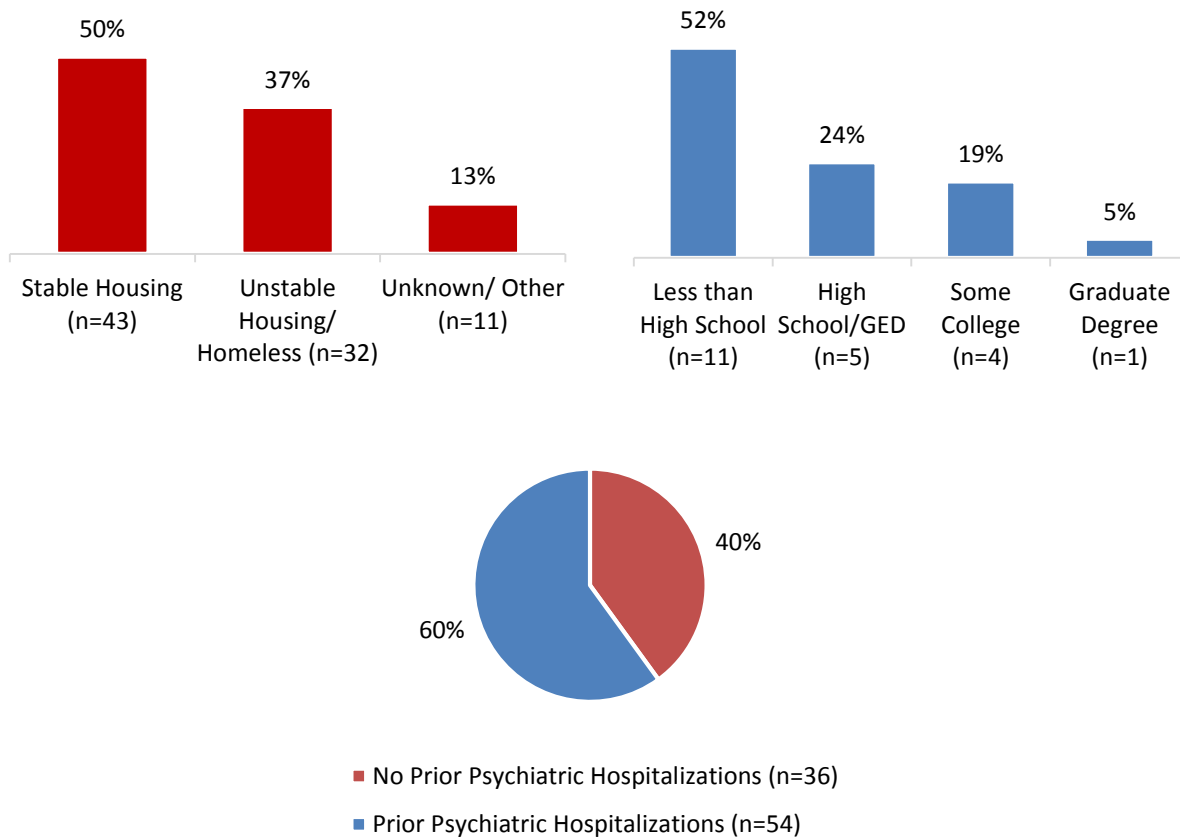 50%
37%
13%
Stable Housing
(n=43)
Unstable
Housing/
Homeless (n=32)
Unknown/ Other
(n=11)
52%
24%
19%
5%
Less than
High School
(n=11)
High
School/GED
(n=5)
Some
College
(n=4)
Graduate
Degree
(n=1)
40%
60%
No Prior Psychiatric Hospitalizations (n=36)
Prior Psychiatric Hospitalizations (n=54)